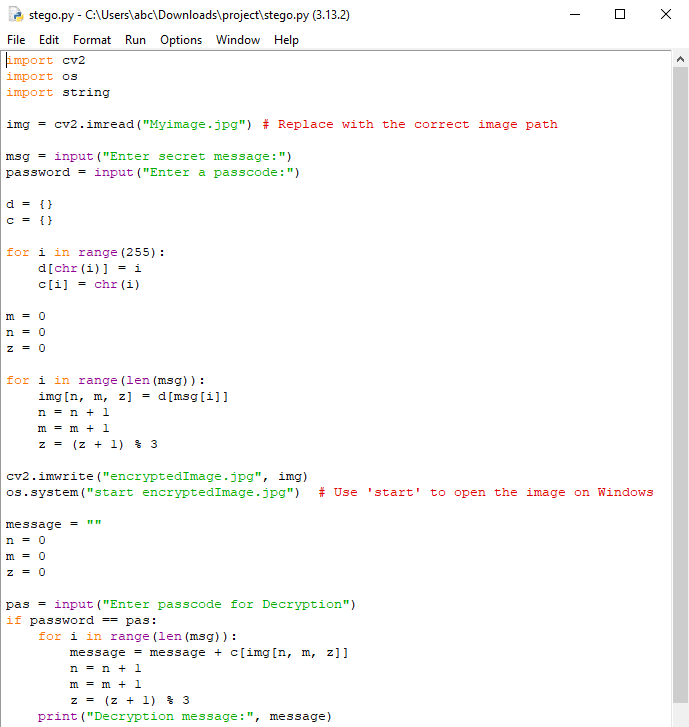 stego.py - C:\Users\abc\Downloads\project\stego.py (3.13.2)
File Edit Format Run Options Window Help
import cv2
import os
import string

img = cv2.imread("Myimage.jpg") # Replace with the correct image path

msg = input("Enter secret message:")
password = input("Enter a passcode:")

d = {}
c = {}

for i in range(255):
    d[chr(i)] = i
    c[i] = chr(i)

m = 0
n = 0
z = 0

for i in range(len(msg)):
    img[n, m, z] = d[msg[i]]
    n = n + 1
    m = m + 1
    z = (z + 1) % 3

cv2.imwrite("encryptedImage.jpg", img)
os.system("start encryptedImage.jpg")  # Use 'start' to open the image on Windows

message = ""
n = 0
m = 0
z = 0

pas = input("Enter passcode for Decryption")
if password == pas:
    for i in range(len(msg)):
        message = message + c[img[n, m, z]]
        n = n + 1
        m = m + 1
        z = (z + 1) % 3
    print("Decryption message:", message)